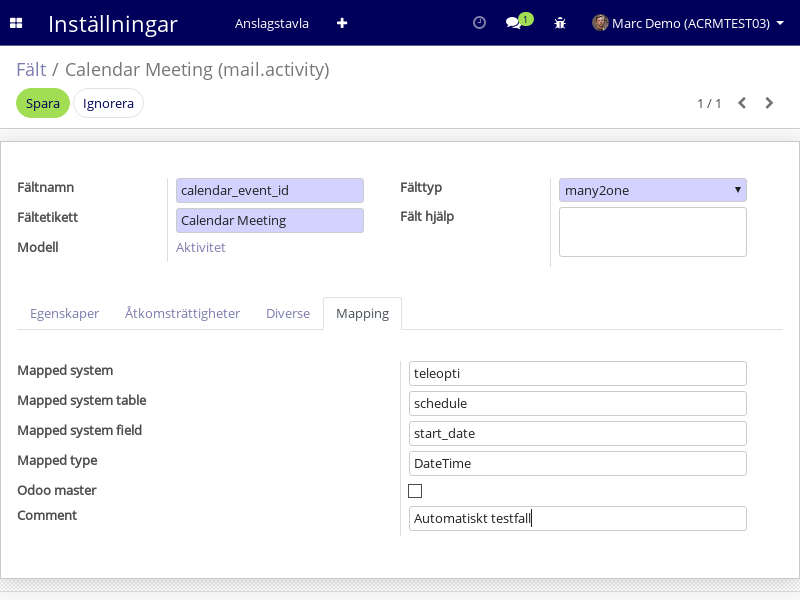 Inställningar Anslagstavla 1 Marc Demo (ACRMTEST03)
Fält / Calendar Meeting (mail.activity)
Spara Ignorera 1 / 1
Fältnamn calendar_event_id Fälttyp many2one
Fältetikett Calendar Meeting Fält hjälp
Modell Aktivitet
Egenskaper Åtkomsträttigheter Diverse Mapping
Mapped system teleopti
Mapped system table schedule
Mapped system field start_date
Mapped type DateTime
Odoo master
Comment Automatiskt testfall